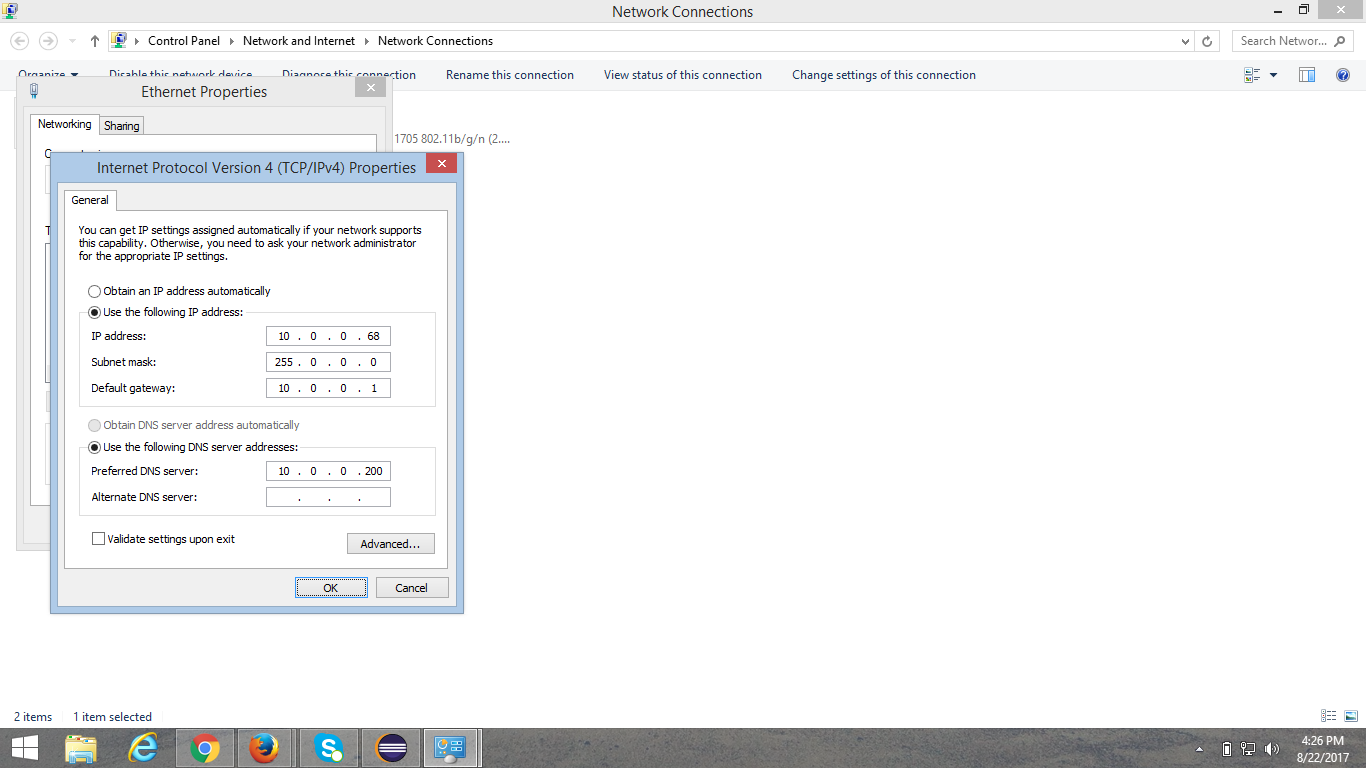 Network Connections
Control Panel Network and Internet Network Connections
Search Networ...
Organize Disable this network device Diagnose this connection Rename this connection View status of this connection Change settings of this connection
Ethernet Properties
Networking Sharing
1705 802.11b/g/n (2....
Internet Protocol Version 4 (TCP/IPv4) Properties
General
You can get IP settings assigned automatically if your network supports
this capability. Otherwise, you need to ask your network administrator
for the appropriate IP settings.
Obtain an IP address automatically
Use the following IP address:
IP address: 10 . 0 . 0 . 68
Subnet mask: 255 . 0 . 0 . 0
Default gateway: 10 . 0 . 0 . 1
Obtain DNS server address automatically
Use the following DNS server addresses:
Preferred DNS server: 10 . 0 . 0 . 200
Alternate DNS server: . . .
Validate settings upon exit
Advanced...
OK Cancel
2 items 1 item selected
4:26 PM
8/22/2017